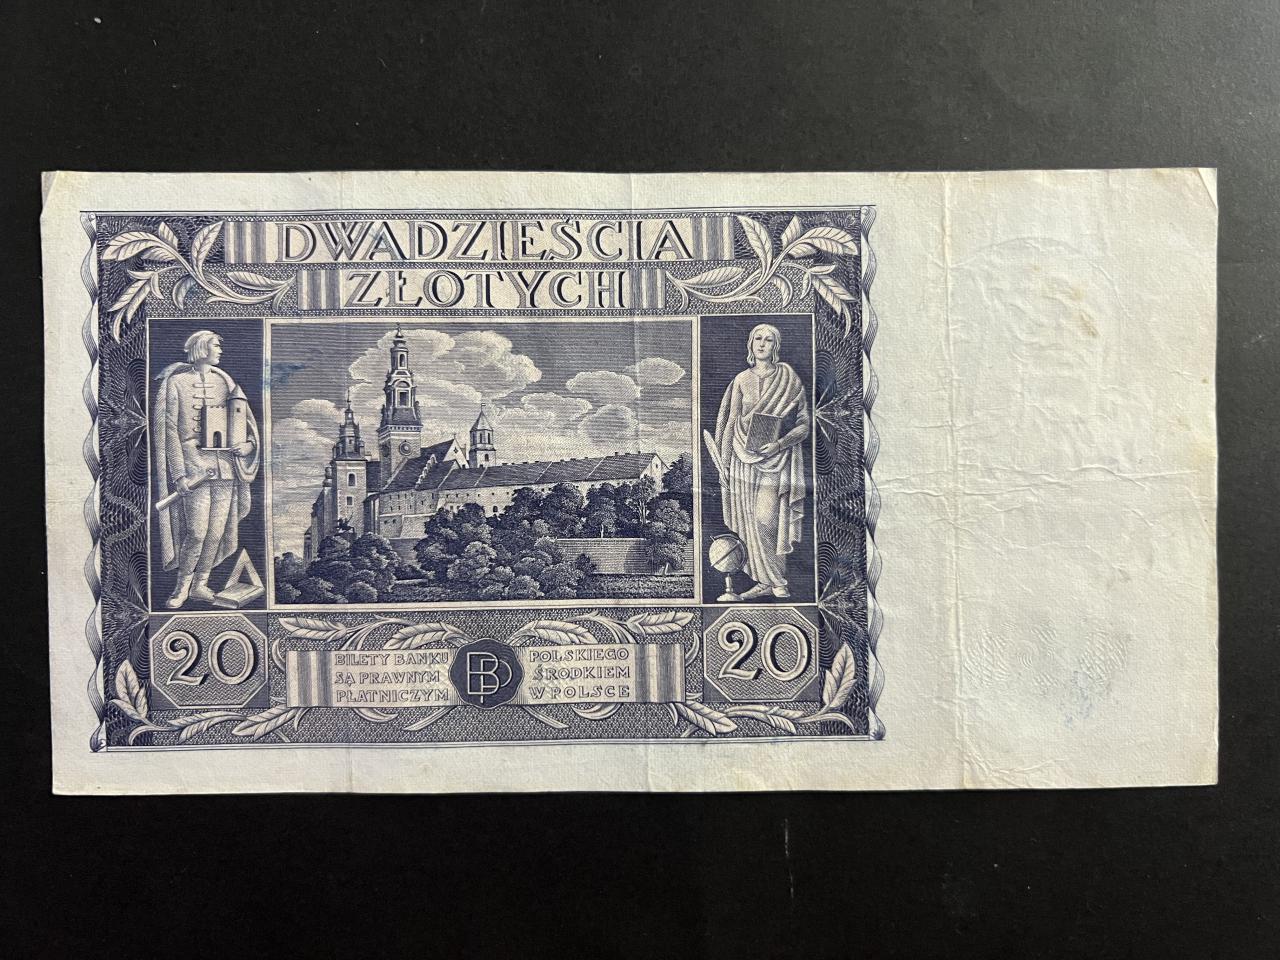 DWADZIEŚCIA
ZŁOTYCH
20
BILETY BANKU
SĄ PRAWNYM
PŁATNICZYM
BP
POLSKIEGO
ŚRODKIEM
W POLSCE
20